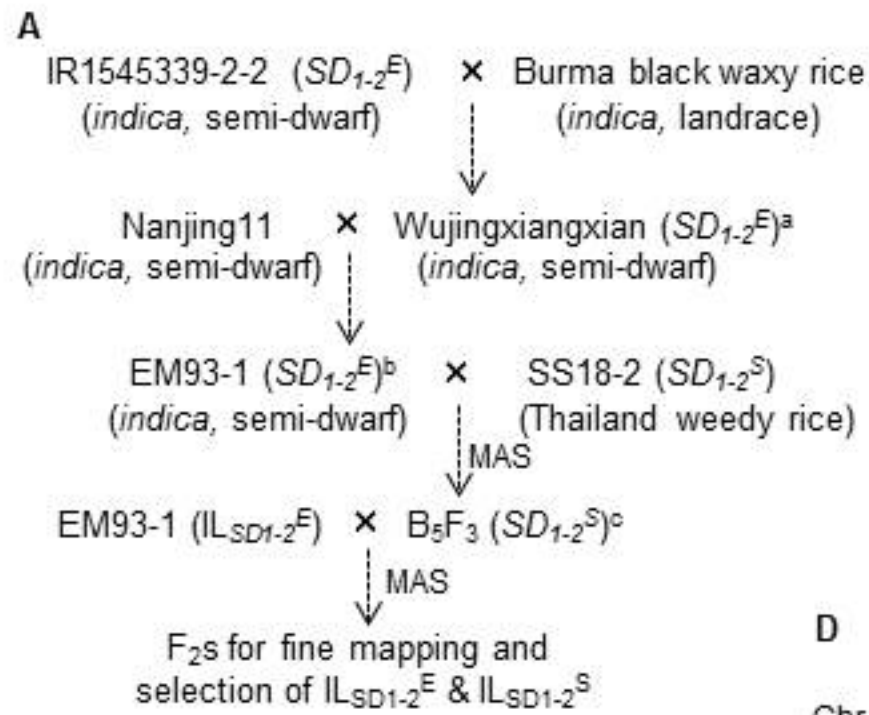 A
IR1545339-2-2 (SD₁₋₂ᴱ) × Burma black waxy rice
(indica, semi-dwarf) (indica, landrace)
Nanjing11 × Wujingxiangxian (SD₁₋₂ᴱ)ᵃ
(indica, semi-dwarf) (indica, semi-dwarf)
EM93-1 (SD₁₋₂ᴱ)ᵇ × SS18-2 (SD₁₋₂ˢ)
(indica, semi-dwarf) (Thailand weedy rice)
MAS
EM93-1 (ILSD1-2ᴱ) × B₅F₃ (SD₁₋₂ˢ)ᶜ
MAS
F₂s for fine mapping and
selection of ILSD1-2ᴱ & ILSD1-2ˢ
D